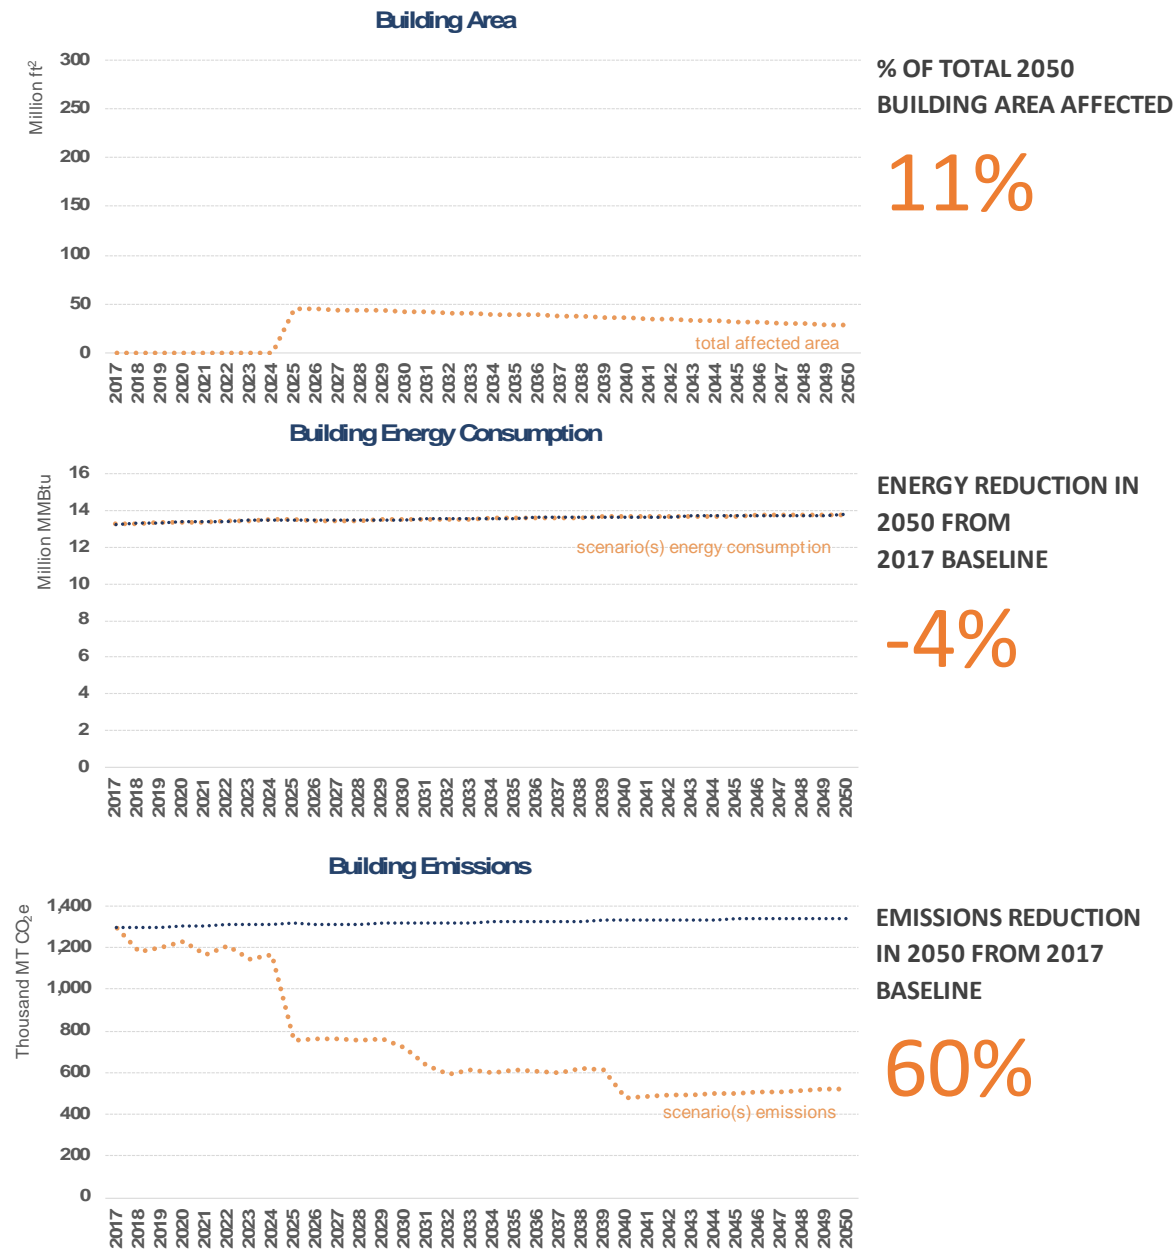 Building Area
Million ft²
300
250
200
150
100
50
0
total affected area
2017 2018 2019 2020 2021 2022 2023 2024 2025 2026 2027 2028 2029 2030 2031 2032 2033 2034 2035 2036 2037 2038 2039 2040 2041 2042 2043 2044 2045 2046 2047 2048 2049 2050
% OF TOTAL 2050
BUILDING AREA AFFECTED
11%
Building Energy Consumption
Million MMBtu
16
14
12
10
8
6
4
2
0
scenario(s) energy consumption
2017 2018 2019 2020 2021 2022 2023 2024 2025 2026 2027 2028 2029 2030 2031 2032 2033 2034 2035 2036 2037 2038 2039 2040 2041 2042 2043 2044 2045 2046 2047 2048 2049 2050
ENERGY REDUCTION IN
2050 FROM
2017 BASELINE
-4%
Building Emissions
Thousand MT CO₂e
1,400
1,200
1,000
800
600
400
200
0
scenario(s) emissions
2017 2018 2019 2020 2021 2022 2023 2024 2025 2026 2027 2028 2029 2030 2031 2032 2033 2034 2035 2036 2037 2038 2039 2040 2041 2042 2043 2044 2045 2046 2047 2048 2049 2050
EMISSIONS REDUCTION
IN 2050 FROM 2017
BASELINE
60%